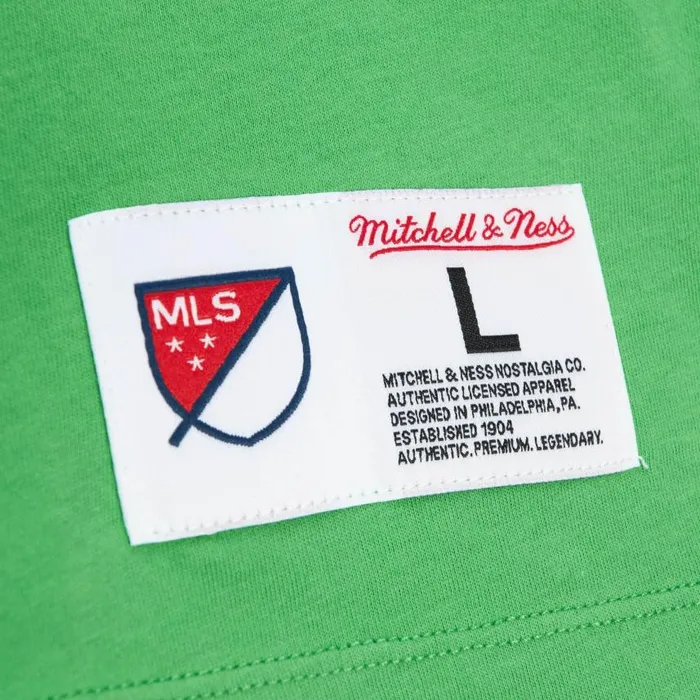 Mitchell & Ness
MLS
L
MITCHELL & NESS NOSTALGIA CO.
AUTHENTIC LICENSED APPAREL
DESIGNED IN PHILADELPHIA, PA.
ESTABLISHED 1904
AUTHENTIC. PREMIUM. LEGENDARY.